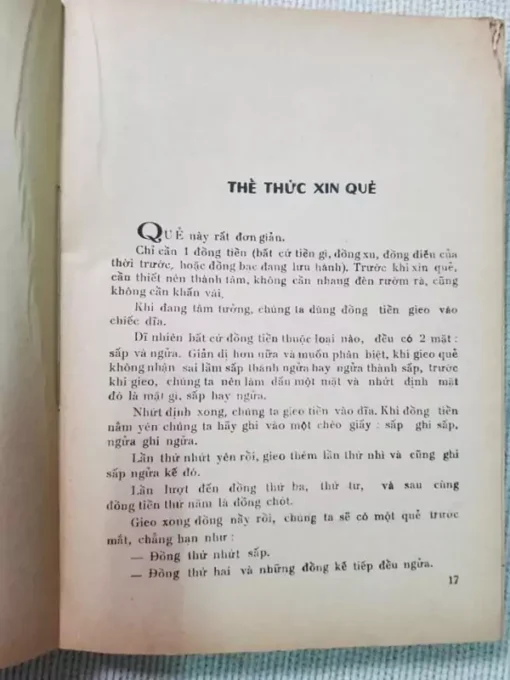 THỂ THỨC XIN QUẺ
QUẺ này rất đơn giản.
Chỉ cần 1 đồng tiền (bất cứ tiền gì, đồng xu, đồng điếu của
thời trước, hoặc đồng bạc đang lưu hành). Trước khi xin quẻ,
cần thiết nên thành tâm, không cần nhang đèn rườm rà, cũng
không cần khấn vái.
Khi đang tâm tưởng, chúng ta dùng đồng tiền gieo vào
chiếc dĩa.
Dĩ nhiên bất cứ đồng tiền thuộc loại nào, đều có 2 mặt :
sấp và ngửa. Giản dị hơn nữa và muốn phân biệt, khi gieo quẻ
không nhận sai lầm sấp thành ngửa hay ngửa thành sấp, trước
khi gieo, chúng ta nên làm dấu một mặt và nhứt định mặt
đó là mặt gì, sấp hay ngửa.
Nhứt định xong, chúng ta gieo tiền vào dĩa. Khi đồng tiền
nằm yên chúng ta hãy ghi vào một chéo giấy : sấp ghi sấp,
ngửa ghi ngửa.
Lần thứ nhứt yên rồi, gieo thêm lần thứ nhì và cũng ghi
sấp ngửa kế đó.
Lần lượt đến đồng thứ ba, thứ tư, và sau cùng
đồng tiền thứ năm là đồng chót.
Gieo xong đồng nầy rồi, chúng ta sẽ có một quẻ trước
mắt, chẳng hạn như :
— Đồng thứ nhứt sấp.
— Đồng thứ hai và những đồng kế tiếp đều ngửa.
17